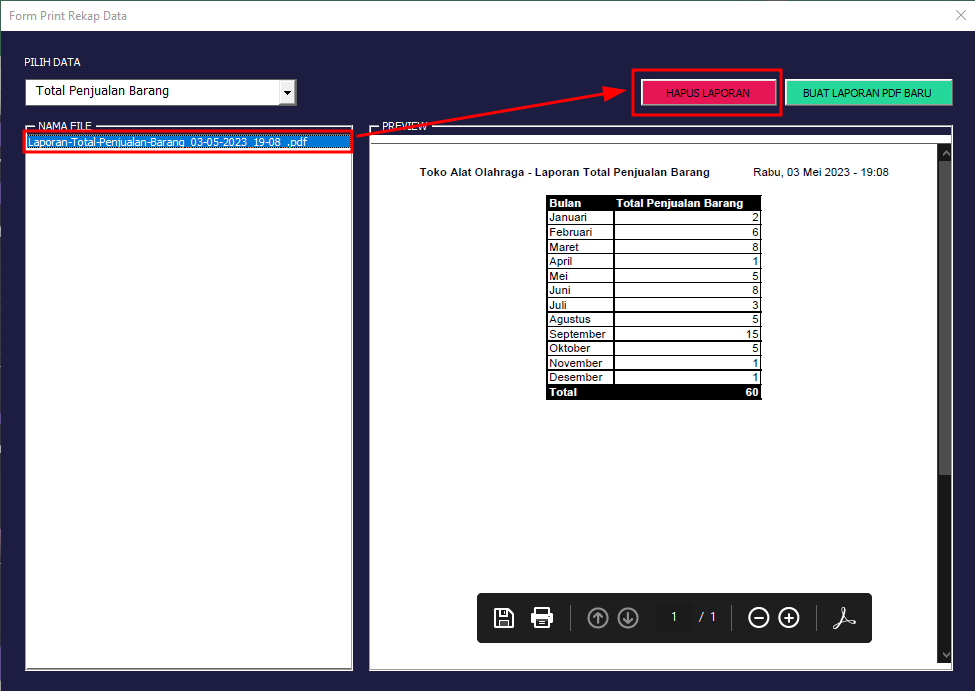 Form Print Rekap Data
PILIH DATA
Total Penjualan Barang
HAPUS LAPORAN
BUAT LAPORAN PDF BARU
NAMA FILE
Laporan-Total-Penjualan-Barang_03-05-2023_19-08_.pdf
PREVIEW
Toko Alat Olahraga - Laporan Total Penjualan Barang Rabu, 03 Mei 2023 - 19:08
Bulan Total Penjualan Barang
Januari 2
Februari 6
Maret 8
April 1
Mei 5
Juni 8
Juli 3
Agustus 5
September 15
Oktober 5
November 1
Desember 1
Total 60
1 / 1